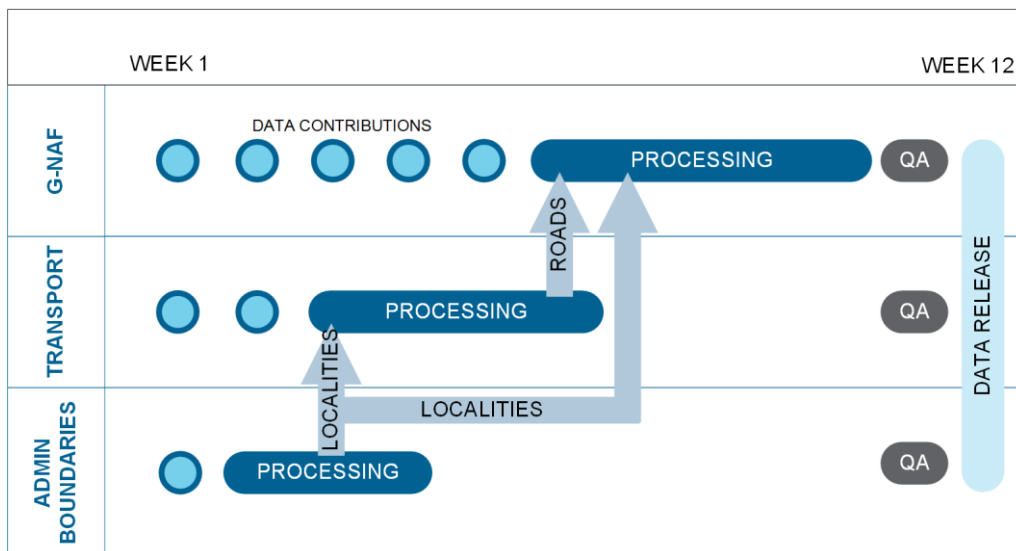 WEEK 1
WEEK 12
G-NAF
DATA CONTRIBUTIONS
PROCESSING
QA
ROADS
TRANSPORT
PROCESSING
QA
DATA RELEASE
LOCALITIES
LOCALITIES
ADMIN
BOUNDARIES
PROCESSING
QA